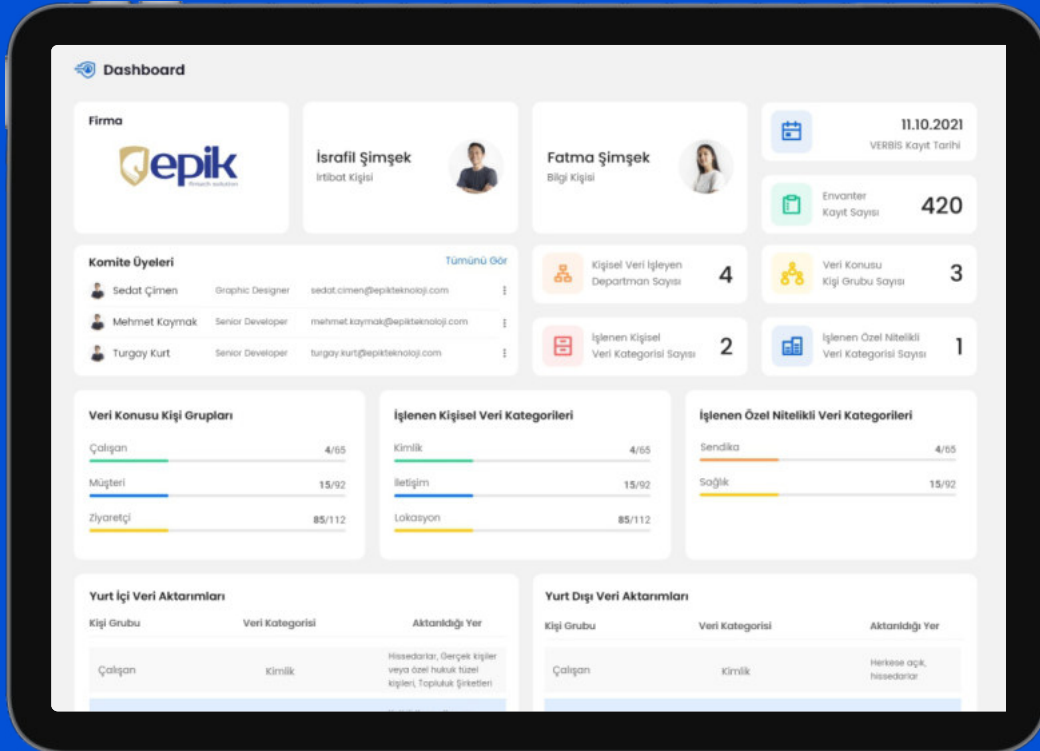 Dashboard
Firma
epik
fintech solution
İsrafil Şimşek
İrtibat Kişisi
Fatma Şimşek
Bilgi Kişisi
11.10.2021
VERBİS Kayıt Tarihi
Envanter
Kayıt Sayısı
420
Komite Üyeleri
Tümünü Gör
Sedat Çimen Graphic Designer sedat.cimen@epikteknoloji.com
Mehmet Kaymak Senior Developer mehmet.kaymak@epikteknoloji.com
Turgay Kurt Senior Developer turgay.kurt@epikteknoloji.com
Kişisel Veri İşleyen
Departman Sayısı
4
Veri Konusu
Kişi Grubu Sayısı
3
İşlenen Kişisel
Veri Kategorisi Sayısı
2
İşlenen Özel Nitelikli
Veri Kategorisi Sayısı
1
Veri Konusu Kişi Grupları
Çalışan 4/65
Müşteri 15/92
Ziyaretçi 85/112
İşlenen Kişisel Veri Kategorileri
Kimlik 4/65
İletişim 15/92
Lokasyon 85/112
İşlenen Özel Nitelikli Veri Kategorileri
Sendika 4/65
Sağlık 15/92
Yurt İçi Veri Aktarımları
Kişi Grubu Veri Kategorisi Aktarıldığı Yer
Çalışan Kimlik
Hissedarlar, Gerçek kişiler
veya özel hukuk tüzel
kişileri, Topluluk Şirketleri
Yurt Dışı Veri Aktarımları
Kişi Grubu Veri Kategorisi Aktarıldığı Yer
Çalışan Kimlik
Herkese açık,
hissedarlar